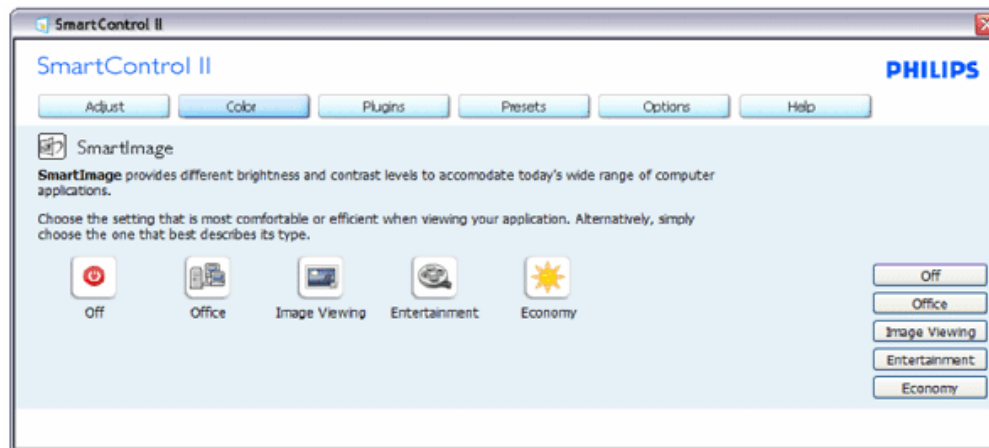 SmartControl II
SmartControl II
PHILIPS
Adjust Color Plugins Presets Options Help
SmartImage
SmartImage provides different brightness and contrast levels to accomodate today's wide range of computer
applications.
Choose the setting that is most comfortable or efficient when viewing your application. Alternatively, simply
choose the one that best describes its type.
Off Office Image Viewing Entertainment Economy
Off
Office
Image Viewing
Entertainment
Economy